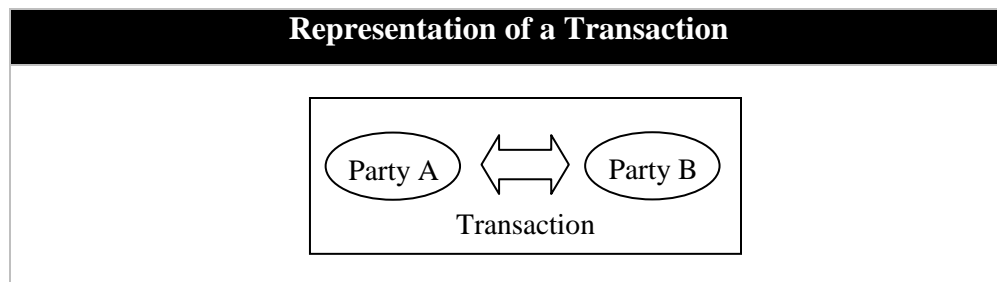 Representation of a Transaction
Party A
Party B
Transaction